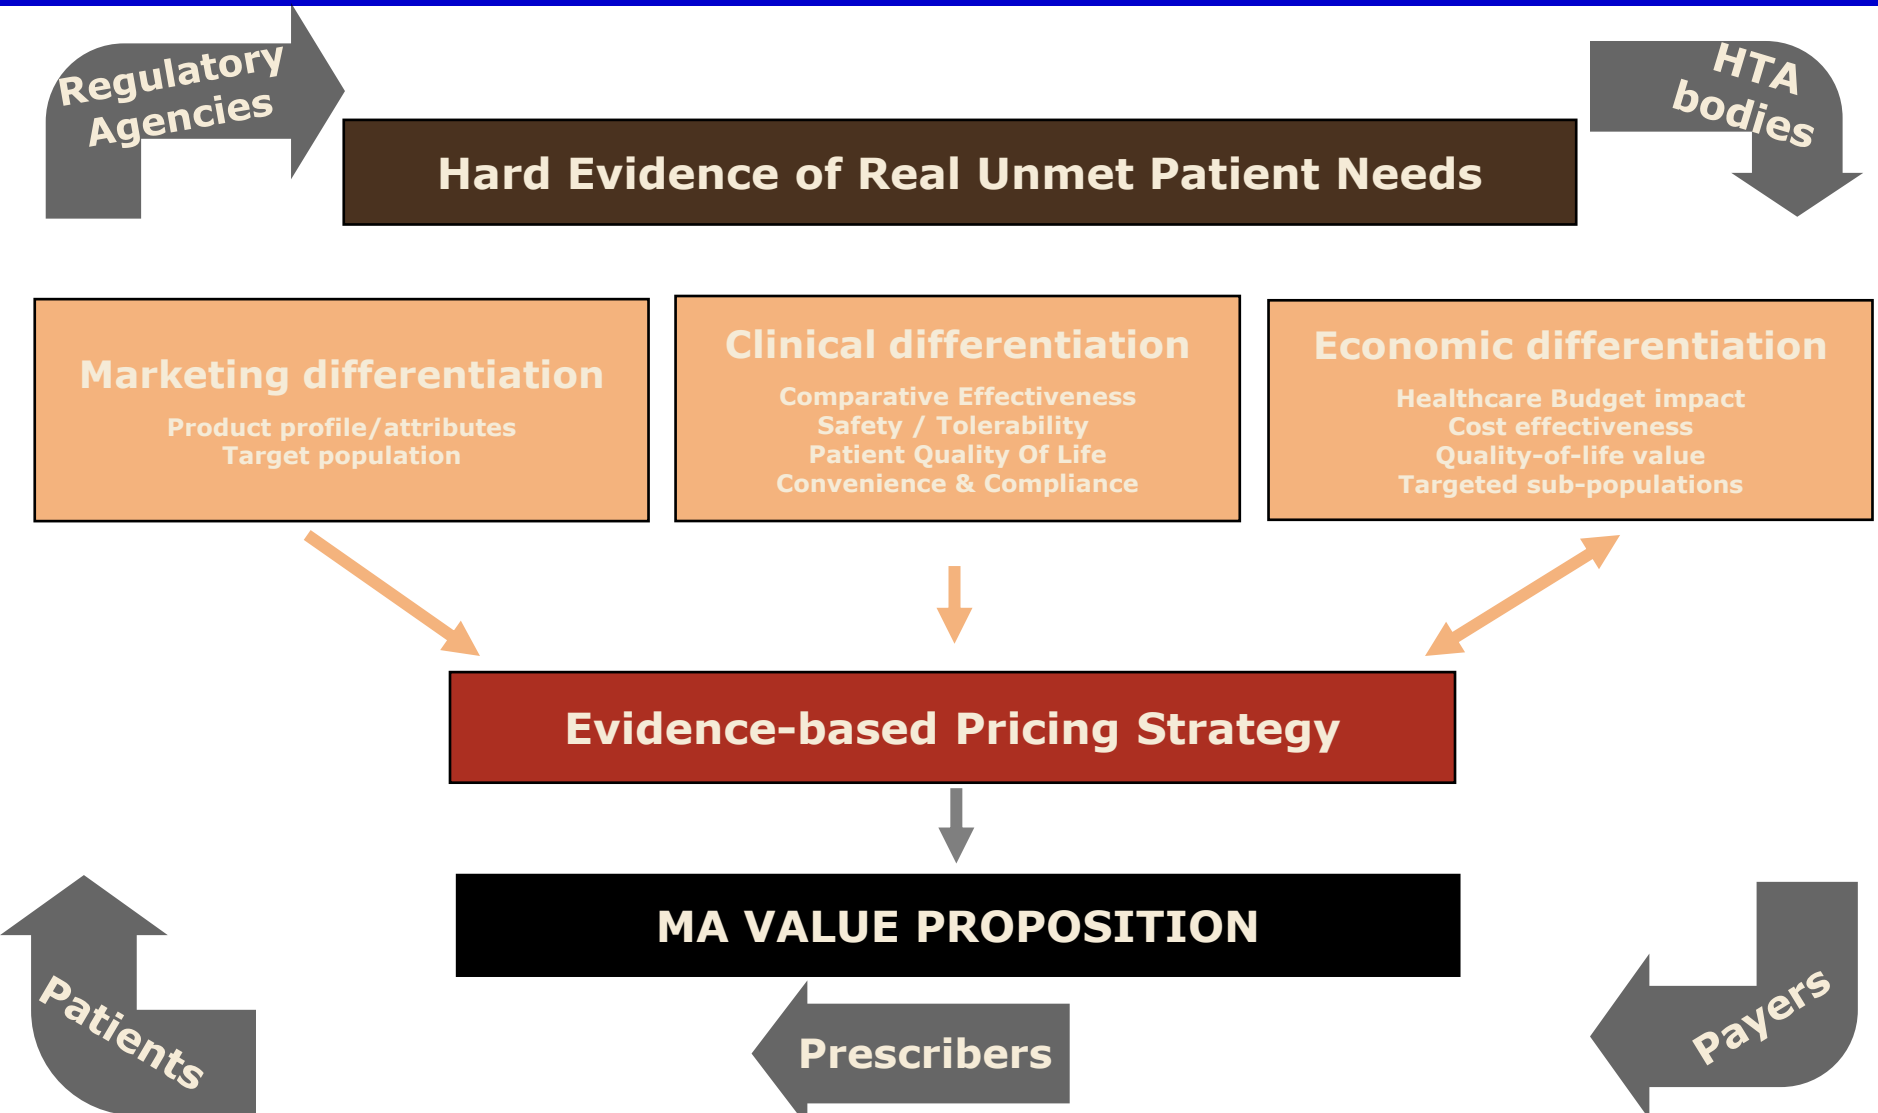 Regulatory
Agencies
HTA
bodies
Hard Evidence of Real Unmet Patient Needs
Marketing differentiation
Product profile/attributes
Target population
Clinical differentiation
Comparative Effectiveness
Safety / Tolerability
Patient Quality Of Life
Convenience & Compliance
Economic differentiation
Healthcare Budget impact
Cost effectiveness
Quality-of-life value
Targeted sub-populations
Evidence-based Pricing Strategy
MA VALUE PROPOSITION
Patients
Prescribers
Payers